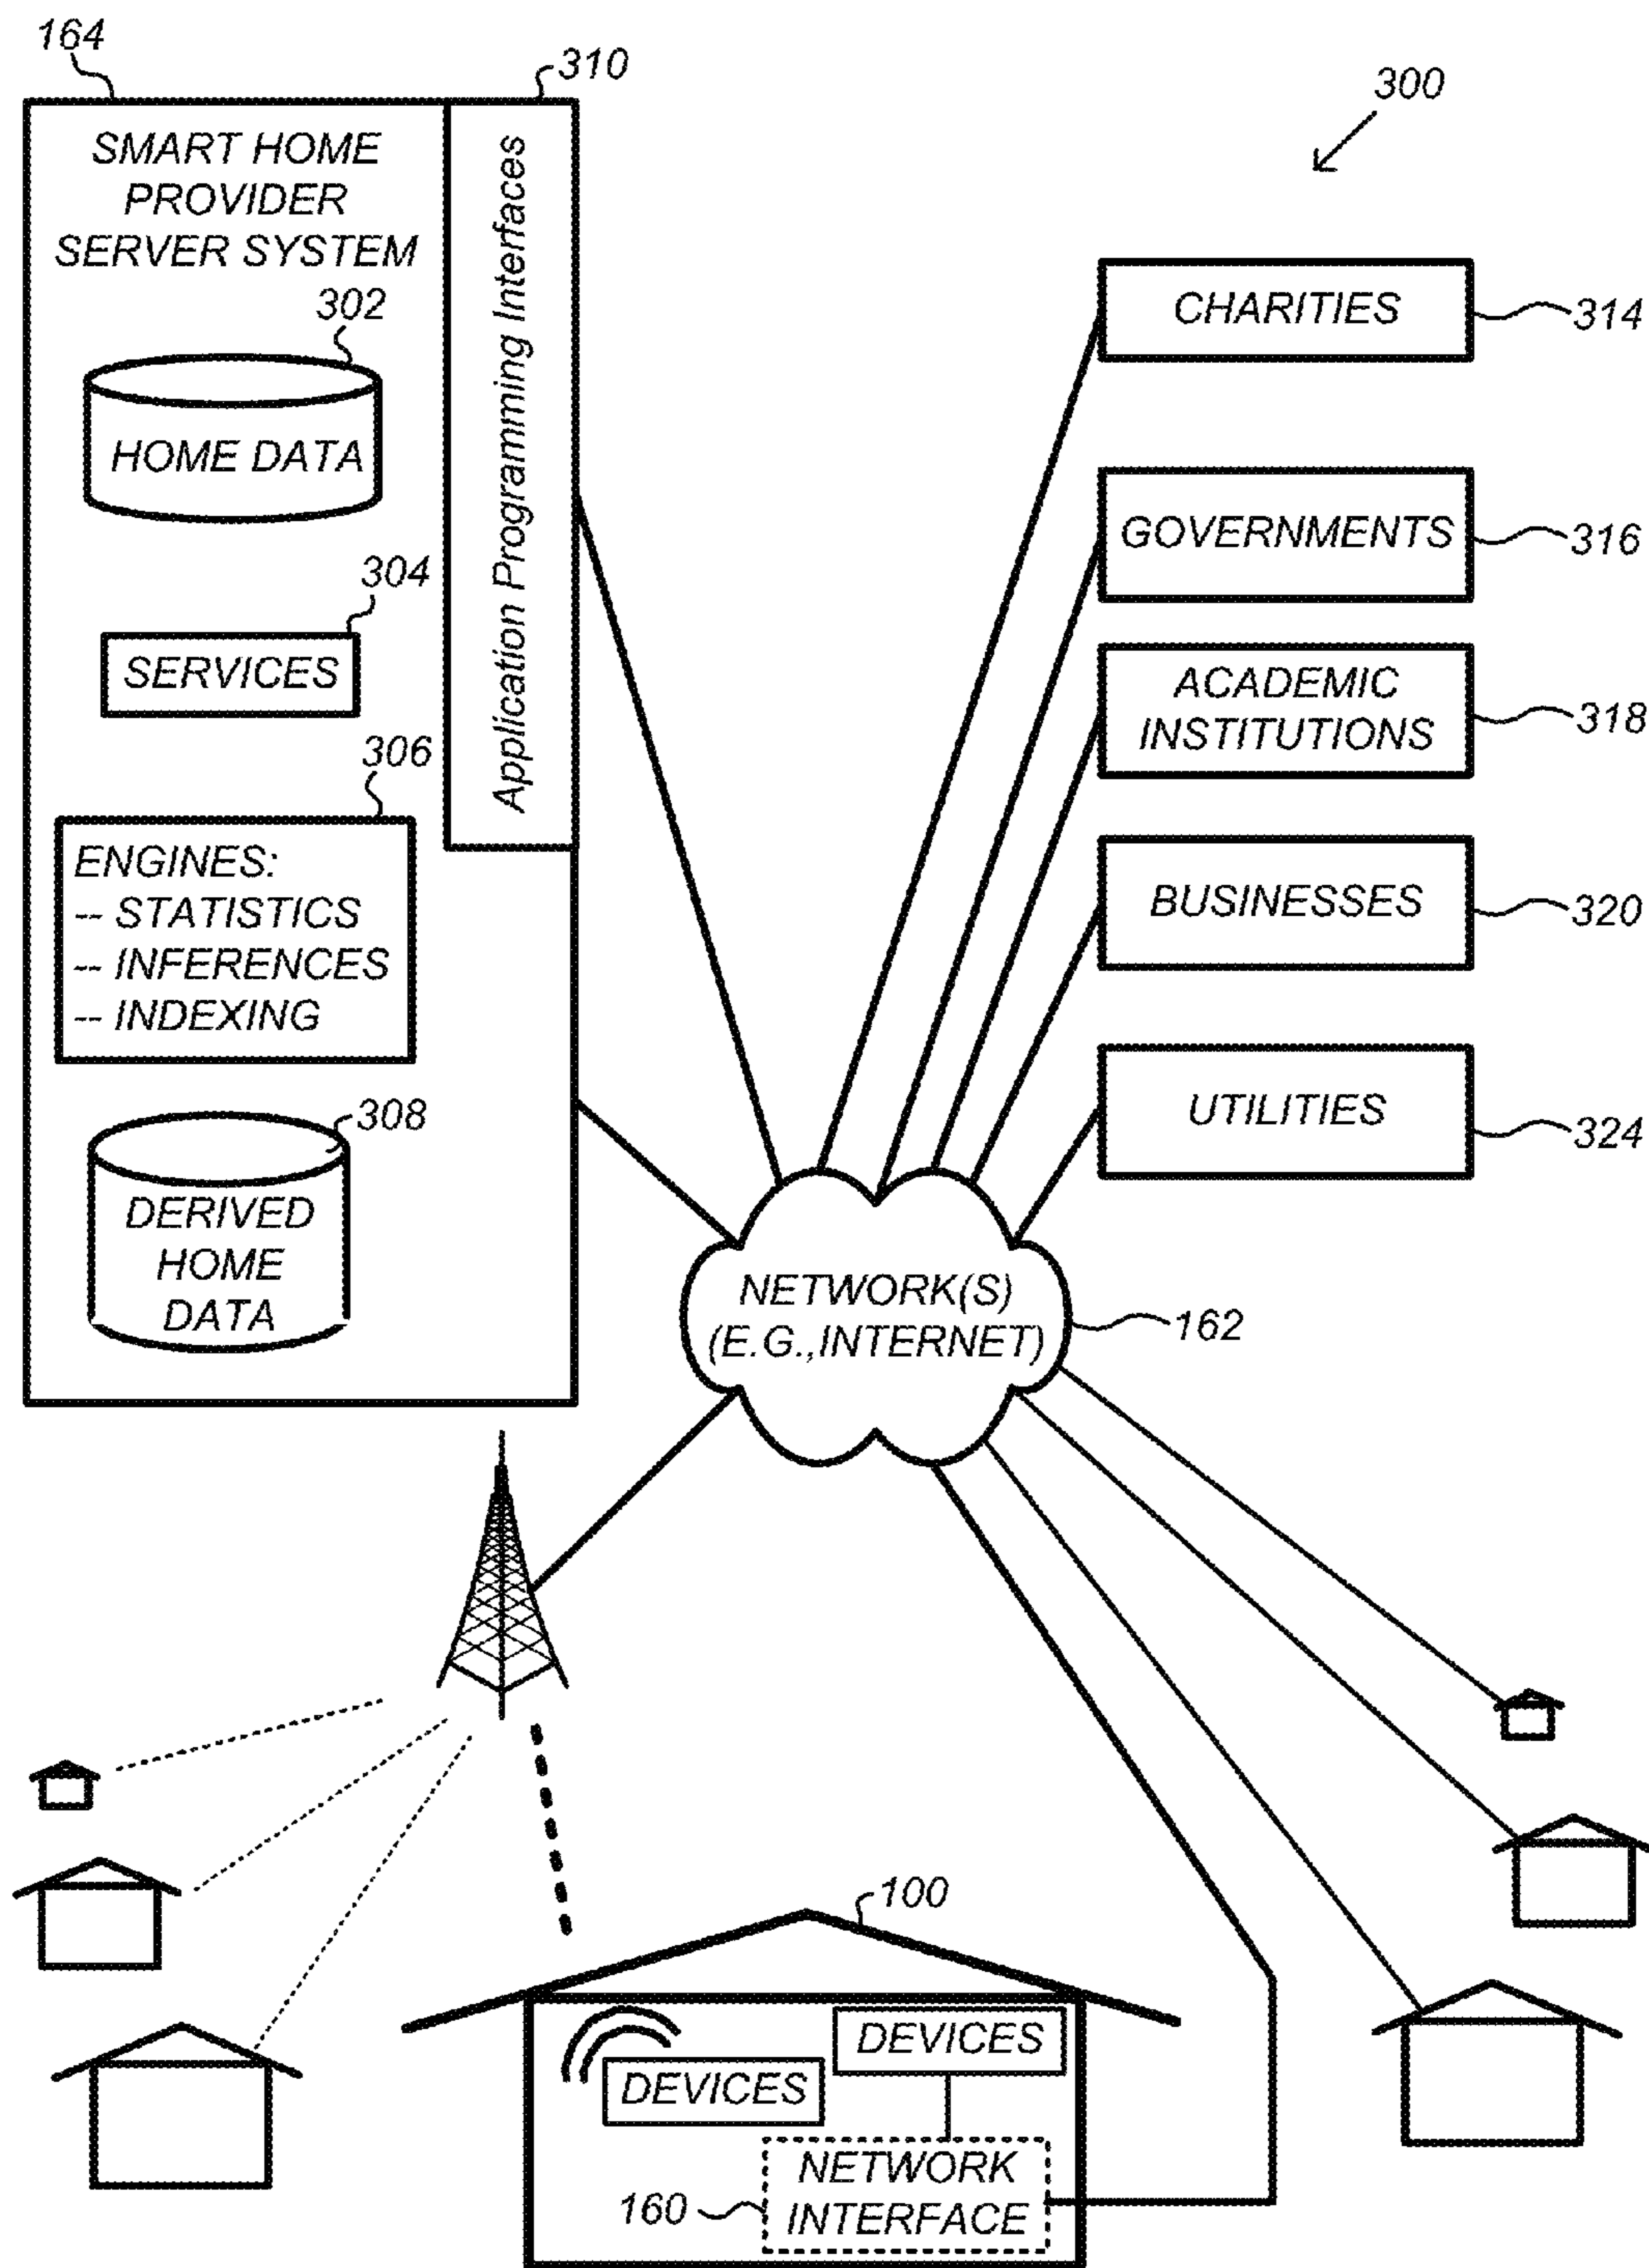 164
310
300
SMART HOME
PROVIDER
SERVER SYSTEM
Application Programming Interfaces
302
HOME DATA
304
SERVICES
306
ENGINES:
-- STATISTICS
-- INFERENCES
-- INDEXING
308
DERIVED
HOME
DATA
CHARITIES
314
GOVERNMENTS
316
ACADEMIC
INSTITUTIONS
318
BUSINESSES
320
UTILITIES
324
NETWORK(S)
(E.G.,INTERNET)
162
100
DEVICES
DEVICES
NETWORK
INTERFACE
160